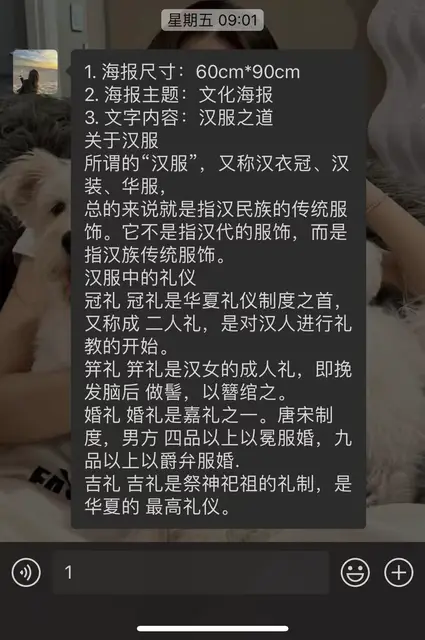 星期五 09:01
1. 海报尺寸：60cm*90cm
2. 海报主题：文化海报
3. 文字内容：汉服之道
关于汉服
所谓的“汉服”，又称汉衣冠、汉
装、华服，
总的来说就是指汉民族的传统服
饰。它不是指汉代的服饰，而是
指汉族传统服饰。
汉服中的礼仪
冠礼 冠礼是华夏礼仪制度之首，
又称成 二人礼，是对汉人进行礼
教的开始。
笄礼 笄礼是汉女的成人礼，即挽
发脑后 做髻，以簪绾之。
婚礼 婚礼是嘉礼之一。唐宋制
度，男方 四品以上以冕服婚，九
品以上以爵弁服婚.
吉礼 吉礼是祭神祀祖的礼制，是
华夏的 最高礼仪。
1